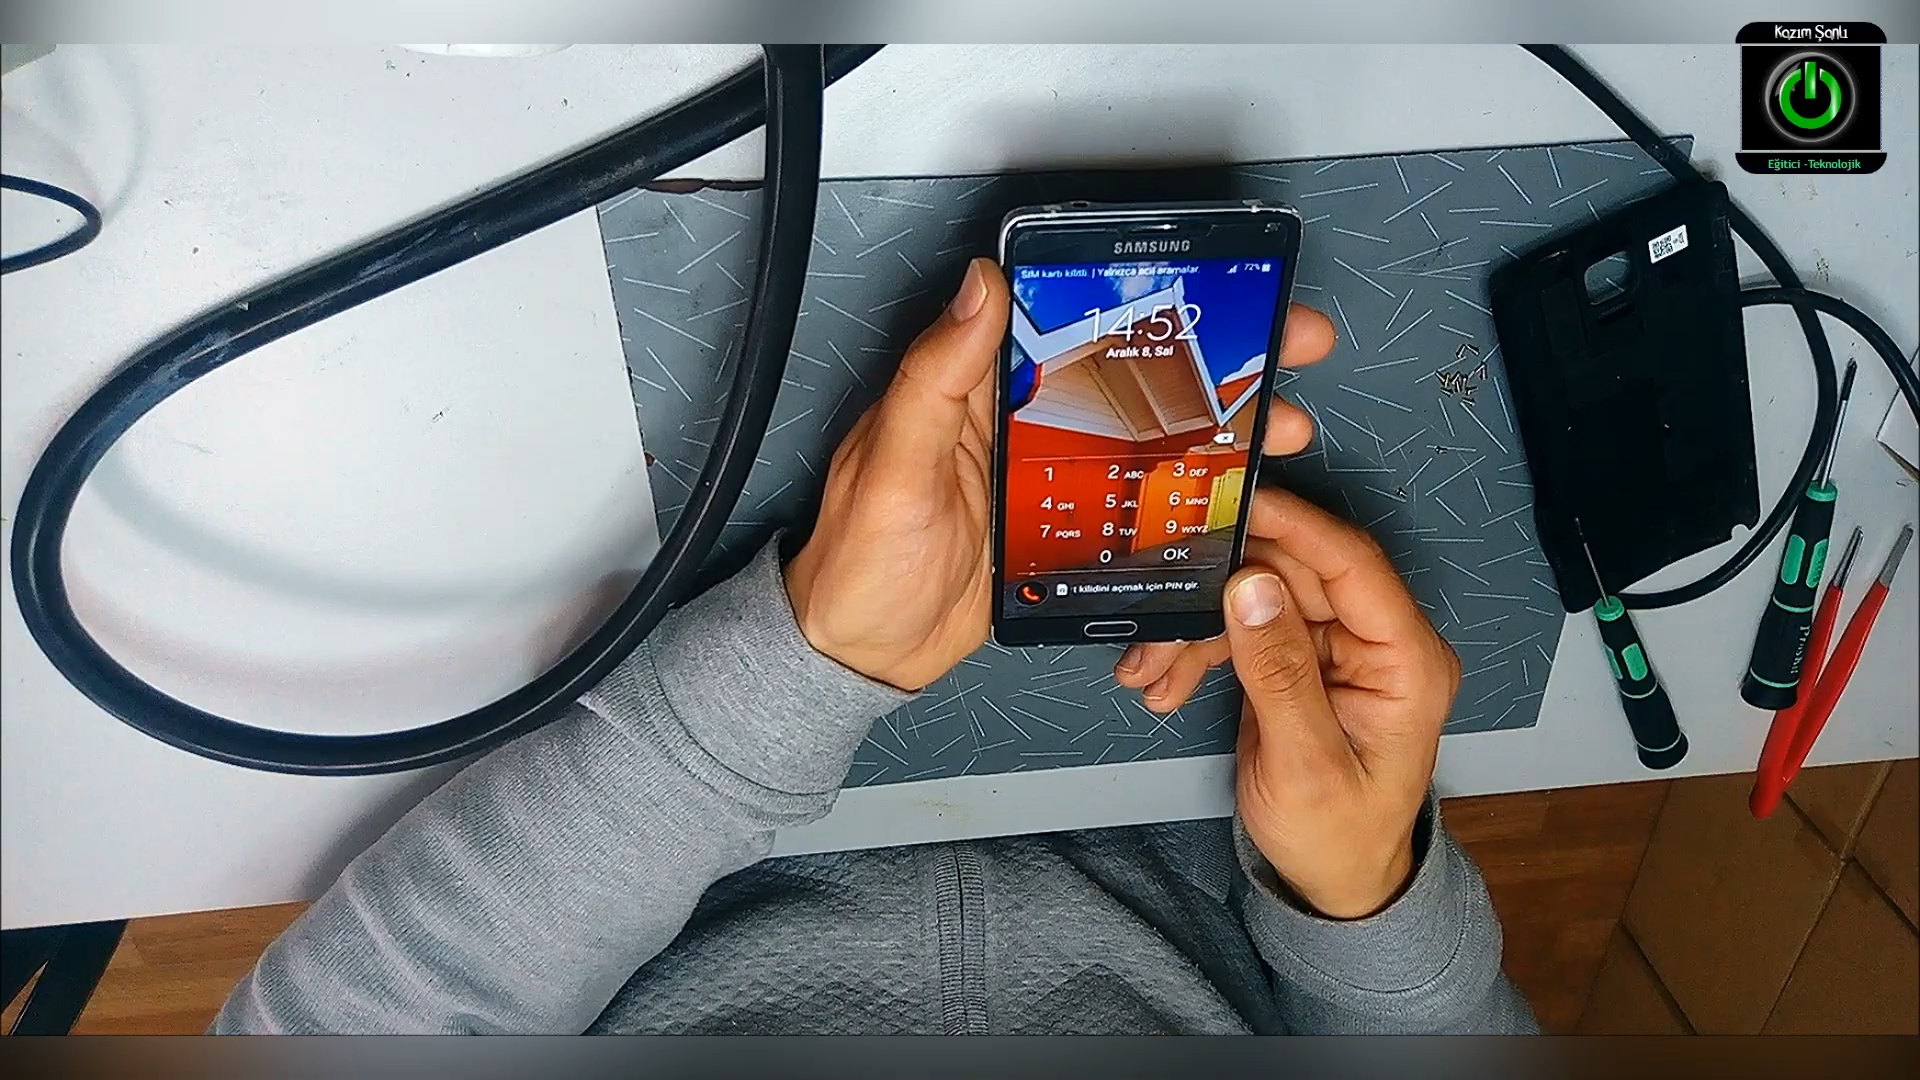 Kazım Şanlı
Eğitici -Teknolojik
SAMSUNG
SIM kartı kilitli. | Yalnızca acil aramalar.
72%
14:52
Aralık 8, Sal
1
2 ABC
3 DEF
4 GHI
5 JKL
6 MNO
7 PQRS
8 TUV
9 WXYZ
0
OK
t kilidini açmak için PIN gir.